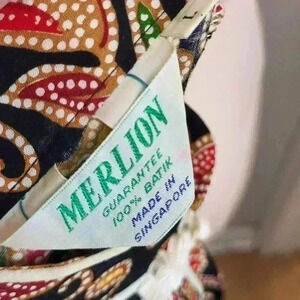 MERLION
GUARANTEE
100% BATIK
MADE IN
SINGAPORE